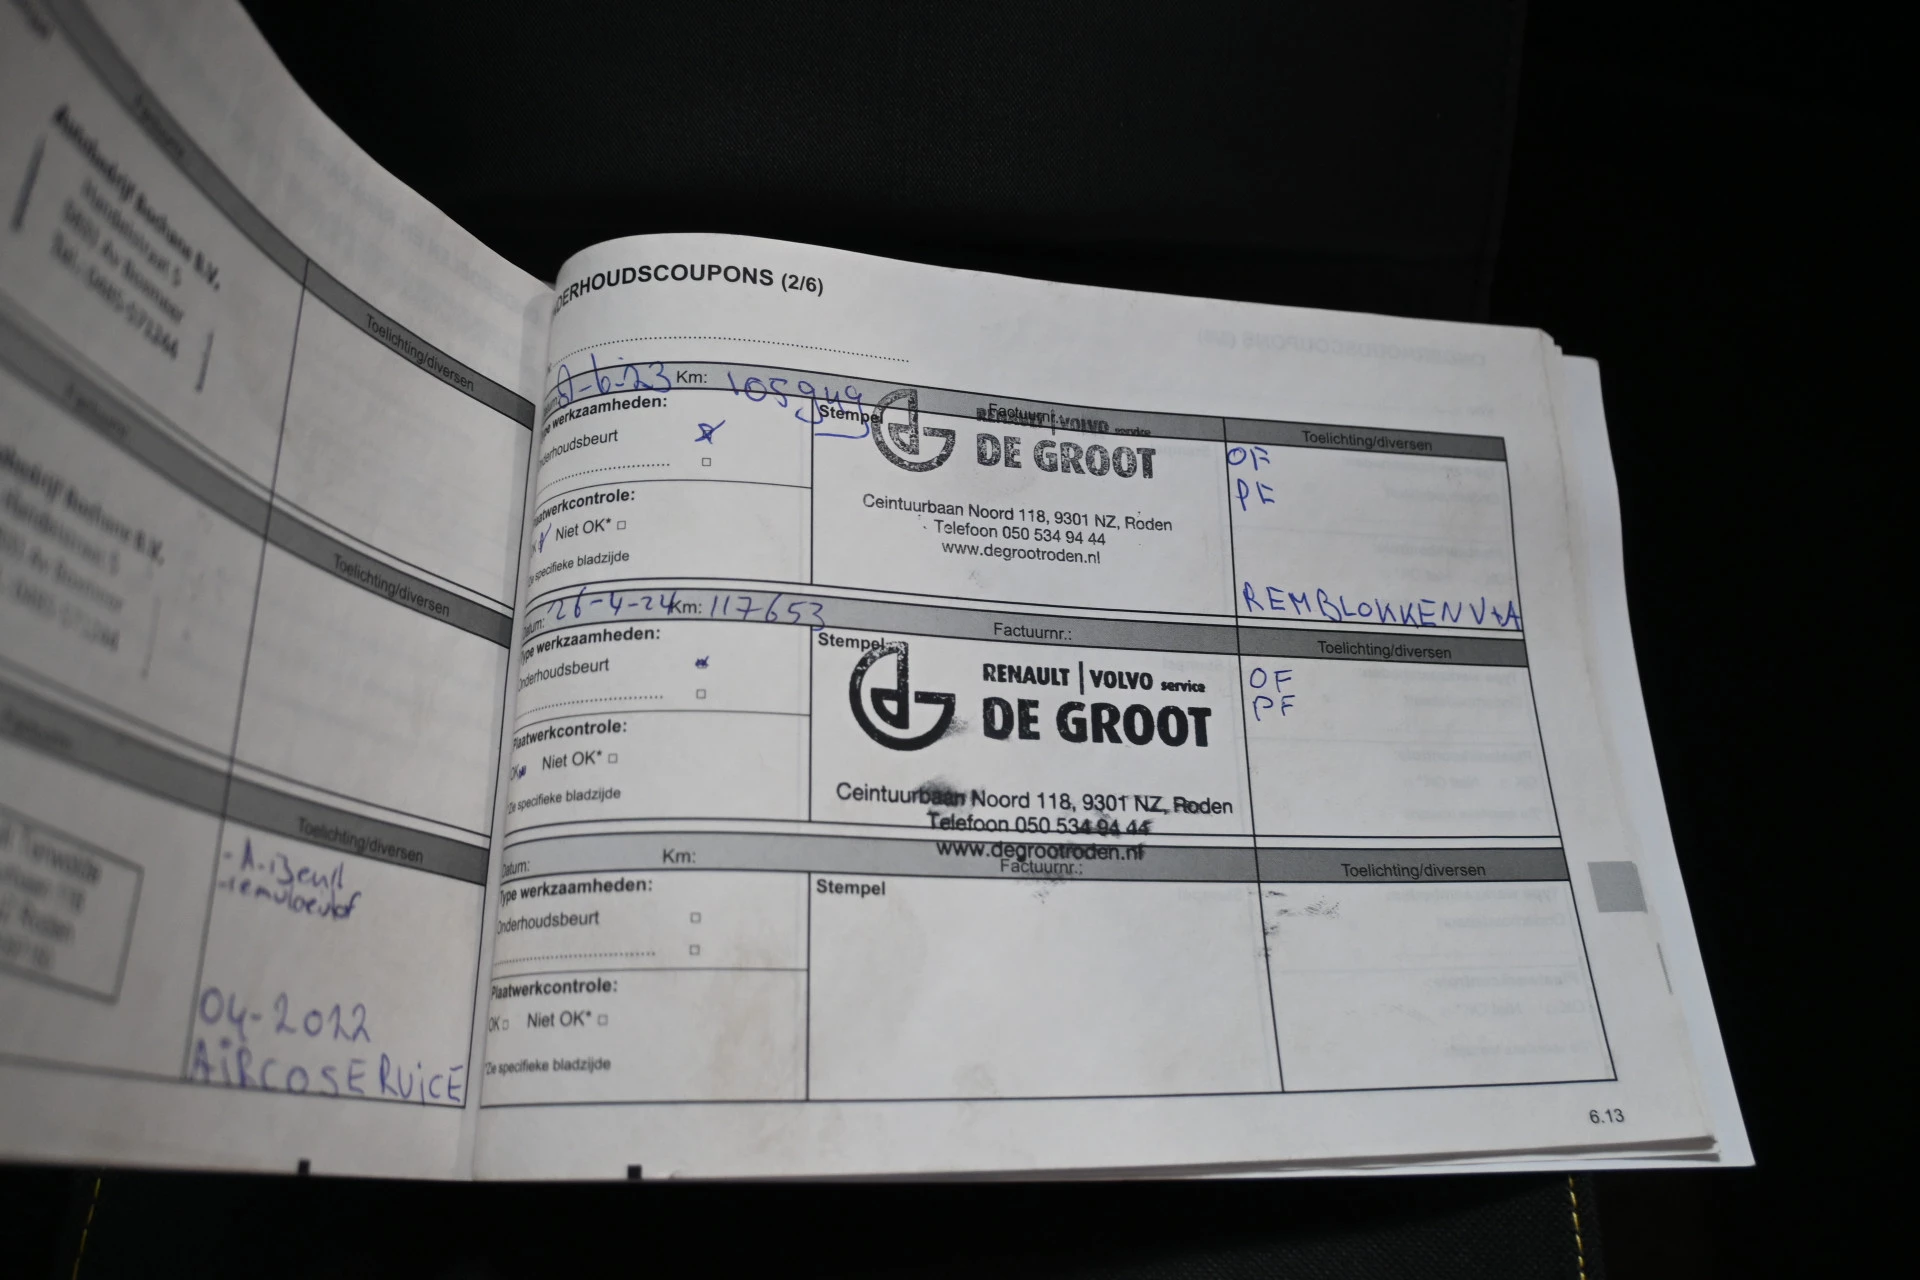 Toelichting/diversen
Toelichting/diversen
Toelichting/diversen
04-2022
AIRCOSERVICE
DERHOUDSCOUPONS (2/6)
-6-23 Km: 105949
Factuurnr.:
Toelichting/diversen
Type werkzaamheden:
Onderhoudsbeurt
Plaatwerkcontrole:
Niet OK*
*Zie specifieke bladzijde
Stempel
RENAULT | VOLVO service
DE GROOT
Ceintuurbaan Noord 118, 9301 NZ, Roden
Telefoon 050 534 94 44
www.degrootroden.nl
OF
PF
REMBLOKKEN V+A
Datum: 26-4-24 Km: 117653
Factuurnr.:
Toelichting/diversen
Type werkzaamheden:
Onderhoudsbeurt
Plaatwerkcontrole:
OK Niet OK*
*Zie specifieke bladzijde
Stempel
RENAULT | VOLVO service
DE GROOT
Ceintuurbaan Noord 118, 9301 NZ, Roden
Telefoon 050 534 94 44
www.degrootroden.nl
OF
PF
Datum:
Km:
Factuurnr.:
Toelichting/diversen
Type werkzaamheden:
Onderhoudsbeurt
Plaatwerkcontrole:
OK Niet OK*
*Zie specifieke bladzijde
Stempel
6.13